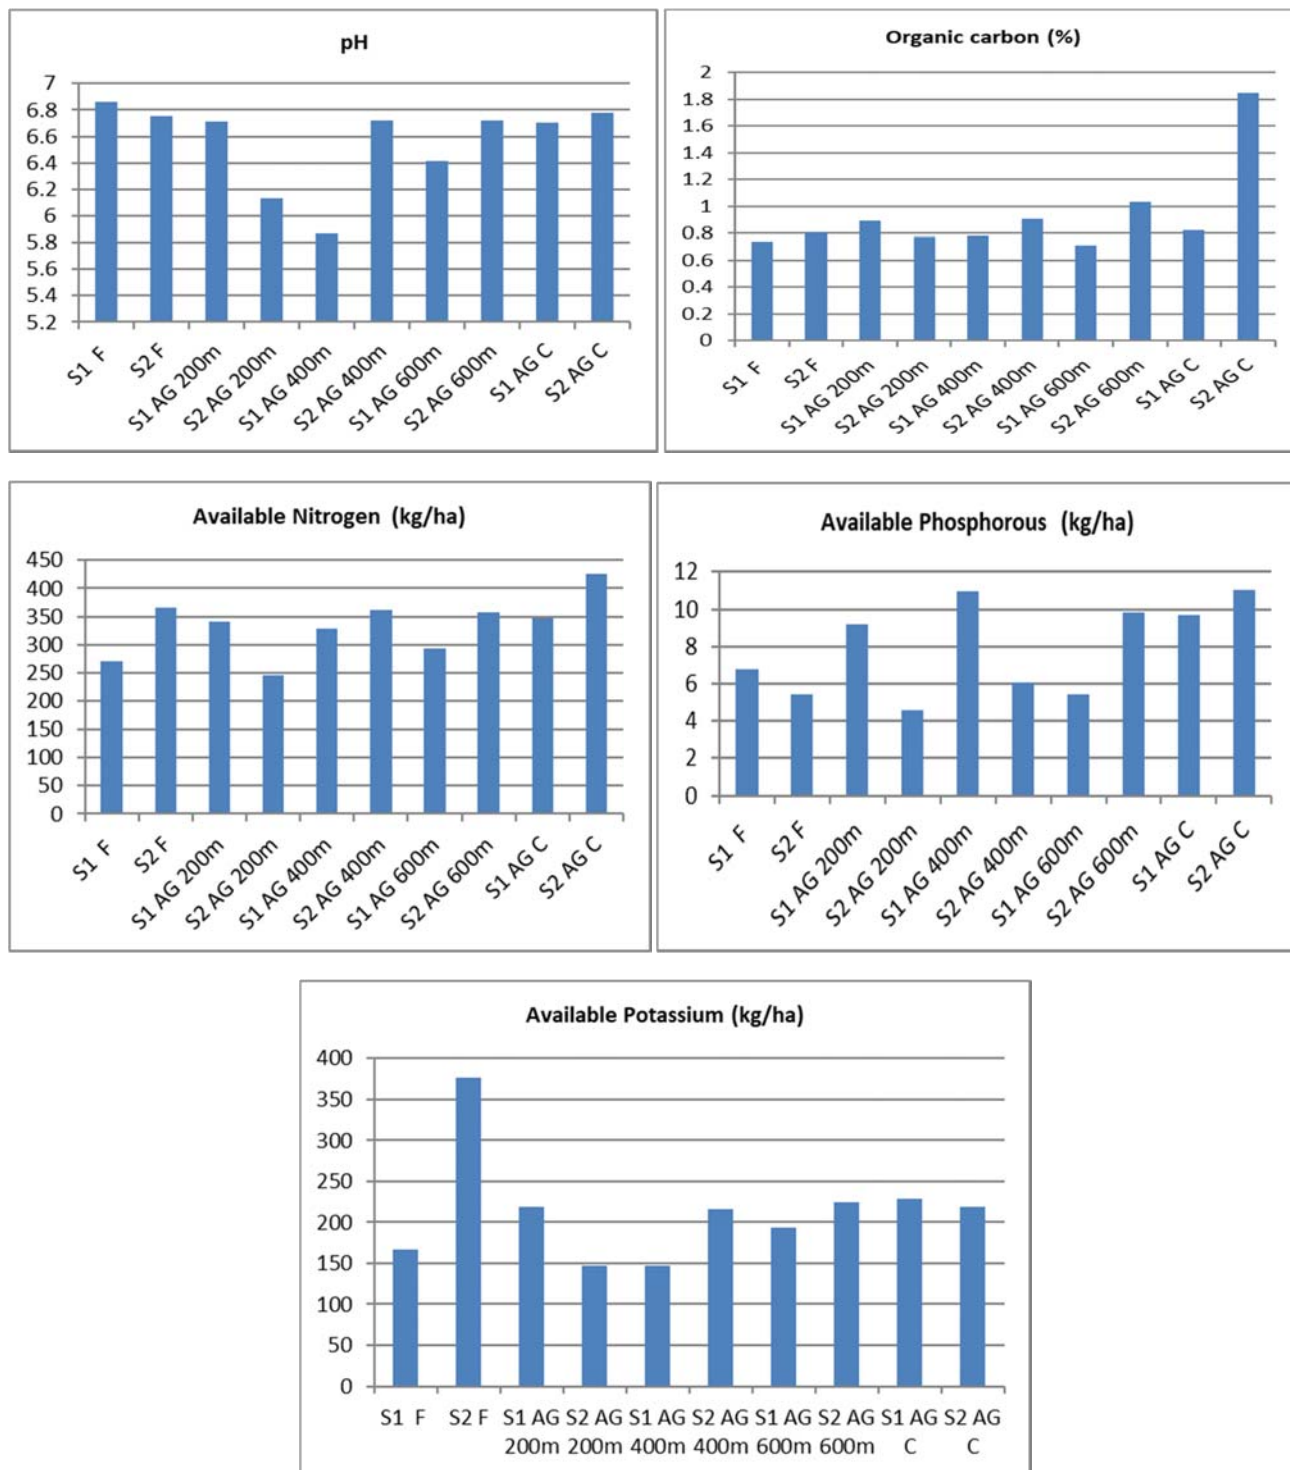 pH
7
6.8
6.6
6.4
6.2
6
5.8
5.6
5.4
5.2
S1 F
S2 F
S1 AG 200m
S2 AG 200m
S1 AG 400m
S2 AG 400m
S1 AG 600m
S2 AG 600m
S1 AG C
S2 AG C
Organic carbon (%)
2
1.8
1.6
1.4
1.2
1
0.8
0.6
0.4
0.2
0
S1 F
S2 F
S1 AG 200m
S2 AG 200m
S1 AG 400m
S2 AG 400m
S1 AG 600m
S2 AG 600m
S1 AG C
S2 AG C
Available Nitrogen (kg/ha)
450
400
350
300
250
200
150
100
50
0
S1 F
S2 F
S1 AG 200m
S2 AG 200m
S1 AG 400m
S2 AG 400m
S1 AG 600m
S2 AG 600m
S1 AG C
S2 AG C
Available Phosphorous (kg/ha)
12
10
8
6
4
2
0
S1 F
S2 F
S1 AG 200m
S2 AG 200m
S1 AG 400m
S2 AG 400m
S1 AG 600m
S2 AG 600m
S1 AG C
S2 AG C
Available Potassium (kg/ha)
400
350
300
250
200
150
100
50
0
S1 F S2 F S1 AG S2 AG S1 AG S2 AG S1 AG S2 AG S1 AG S2 AG
200m 200m 400m 400m 600m 600m C C